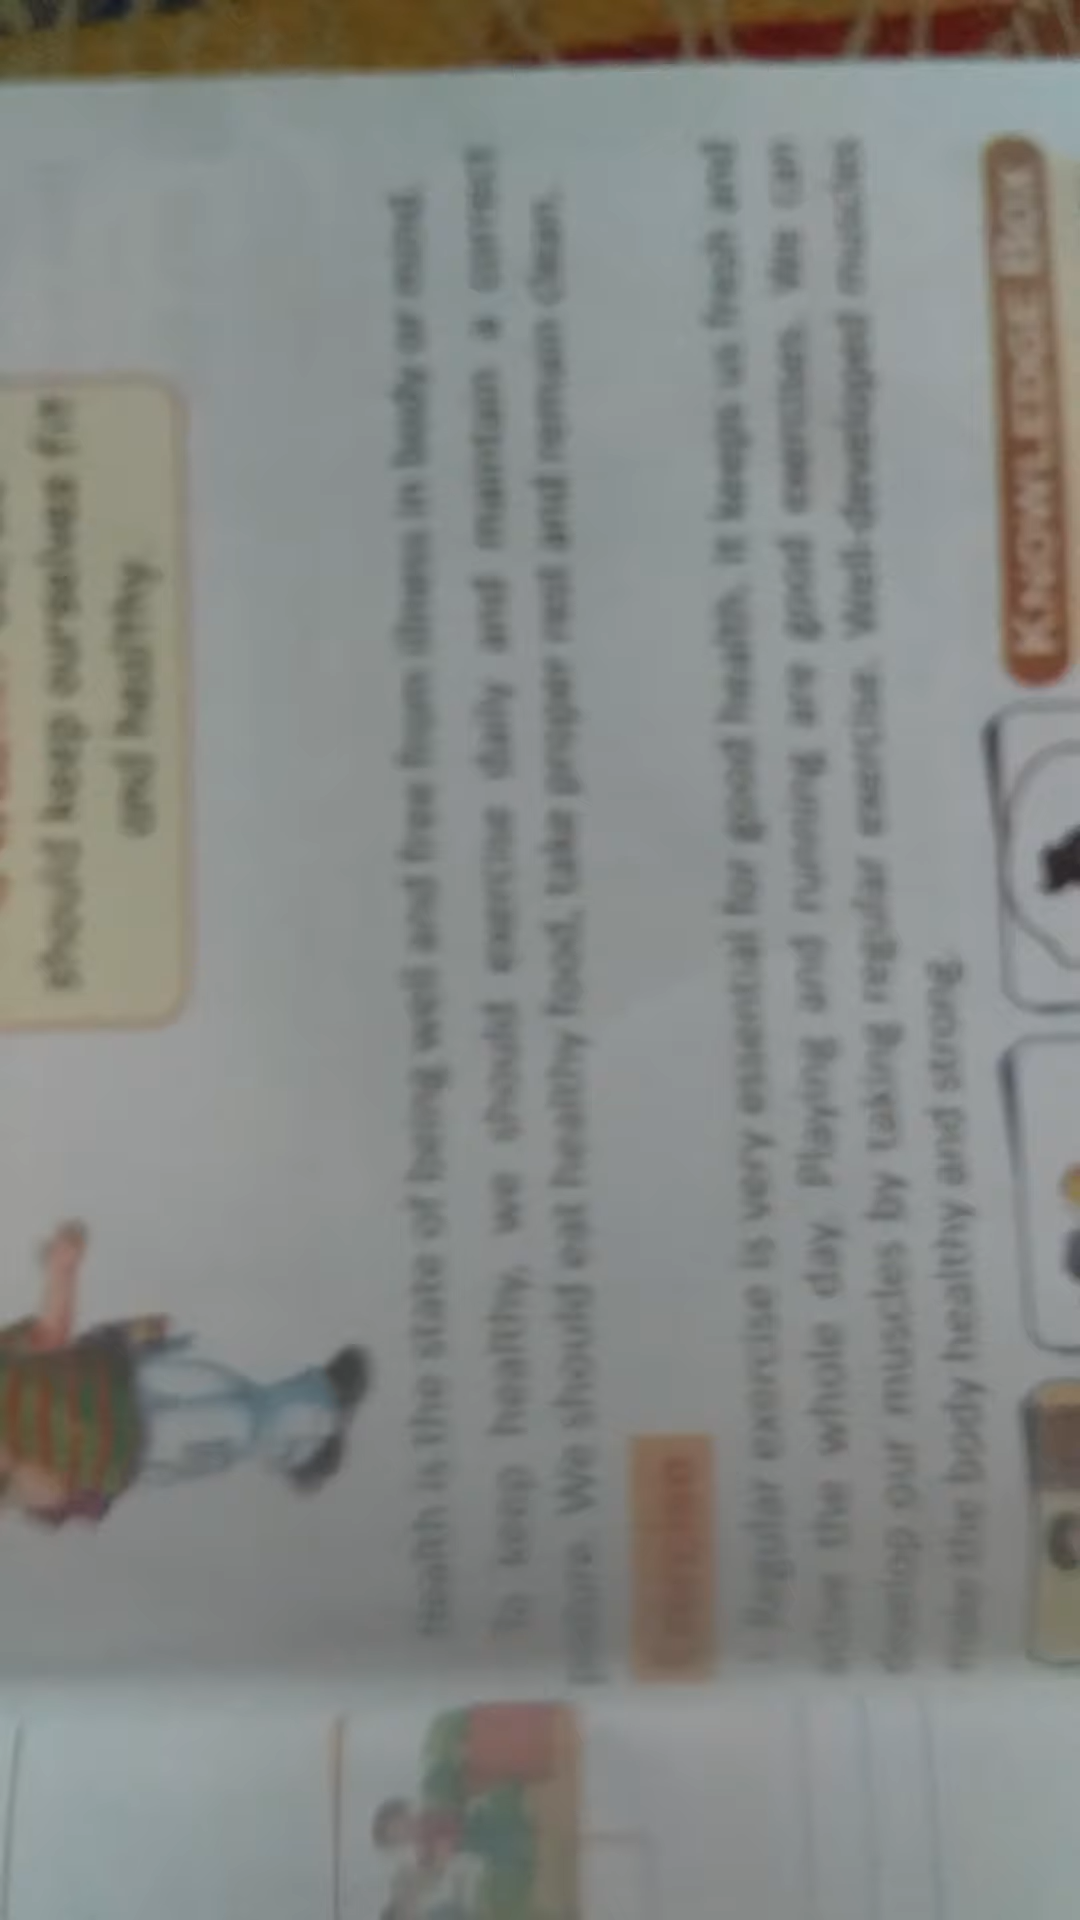 should keep ourselves fit
and healthy.
Health is the state of being well and free from illness in body or mind.
To keep healthy, we should exercise daily and maintain a correct
posture. We should eat healthy food, take proper rest and remain clean.
Exercise
Regular exercise is very essential for good health. It keeps us fresh and
active the whole day. Playing and running are good exercises. We can
develop our muscles by taking regular exercise. Well-developed muscles
make the body healthy and strong.
KNOWLEDGE BOX